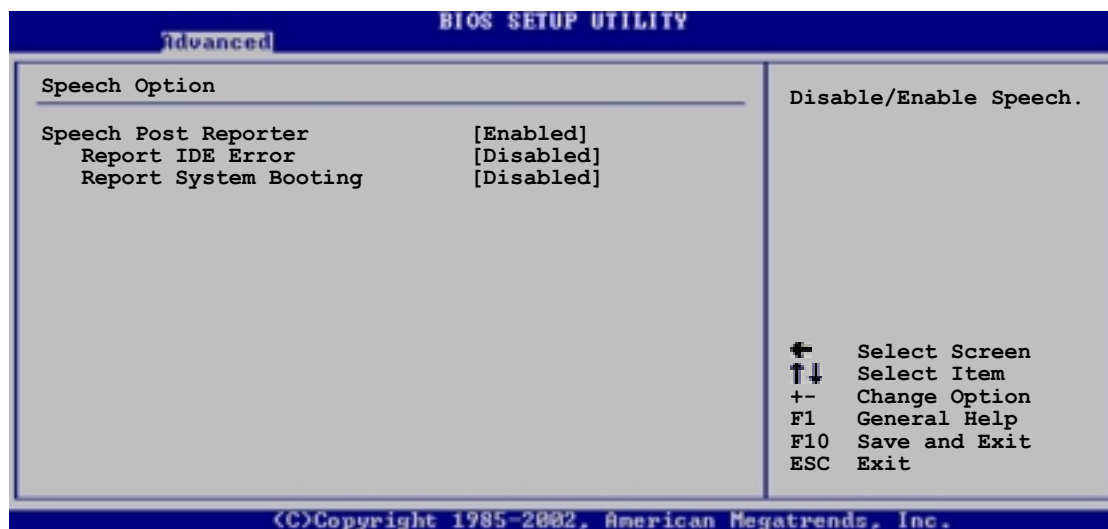 BIOS SETUP UTILITY
Advanced
Speech Option
Disable/Enable Speech.
Speech Post Reporter [Enabled]
Report IDE Error [Disabled]
Report System Booting [Disabled]
← Select Screen
↑↓ Select Item
+- Change Option
F1 General Help
F10 Save and Exit
ESC Exit
(C)Copyright 1985-2002, American Megatrends, Inc.